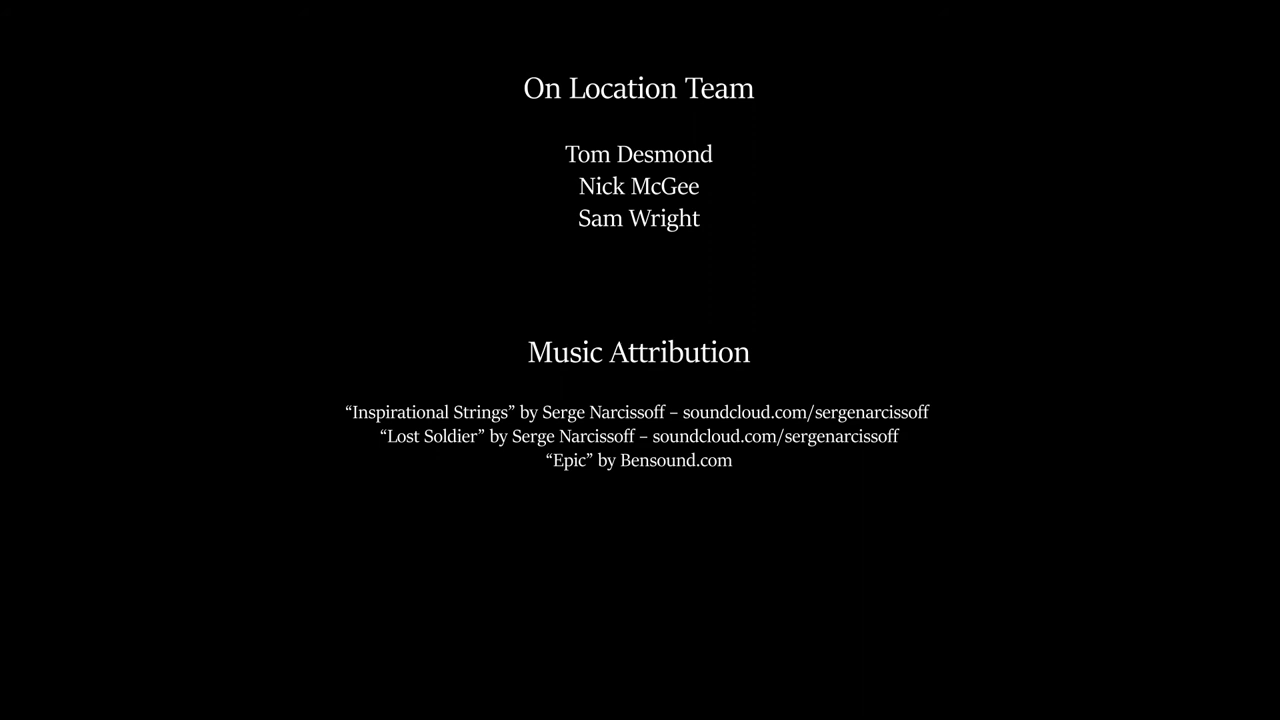 On Location Team
Tom Desmond
Nick McGee
Sam Wright
Music Attribution
“Inspirational Strings” by Serge Narcissoff – soundcloud.com/sergenarcissoff
“Lost Soldier” by Serge Narcissoff – soundcloud.com/sergenarcissoff
“Epic” by Bensound.com